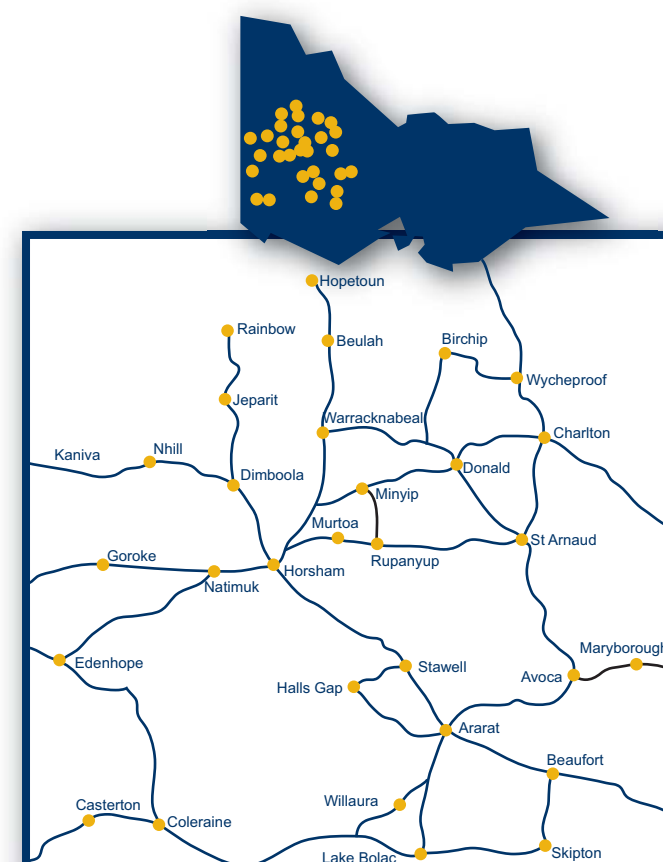 Hopetoun
Rainbow
Beulah
Birchip
Wycheproof
Jeparit
Warracknabeal
Charlton
Kaniva
Nhill
Dimboola
Donald
Minyip
Murtoa
St Arnaud
Rupanyup
Goroke
Horsham
Natimuk
Edenhope
Stawell
Maryborough
Avoca
Halls Gap
Ararat
Beaufort
Willaura
Casterton
Coleraine
Lake Bolac
Skipton